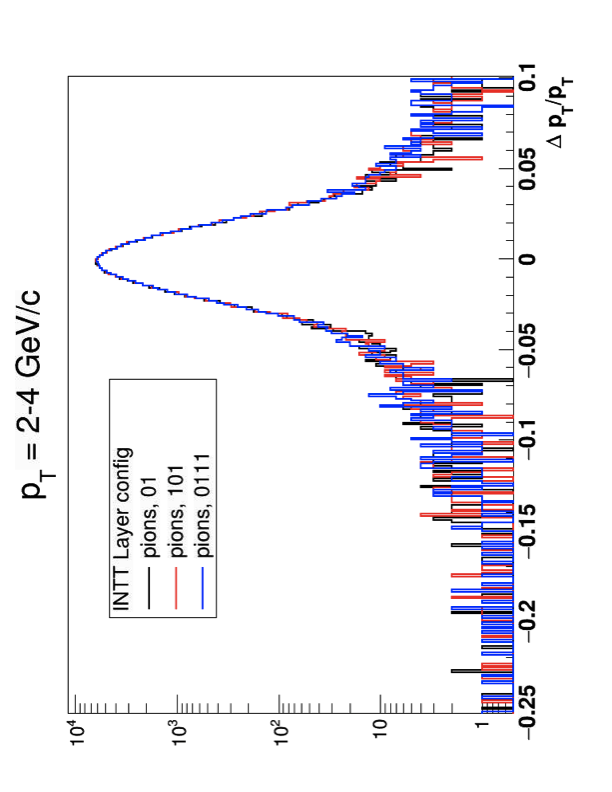 p_T = 2-4 GeV/c
10^4
10^3
10^2
10
1
INTT Layer config
pions, 01
pions, 101
pions, 0111
−0.25 −0.2 −0.15 −0.1 −0.05 0 0.05 0.1
Δ p_T/p_T